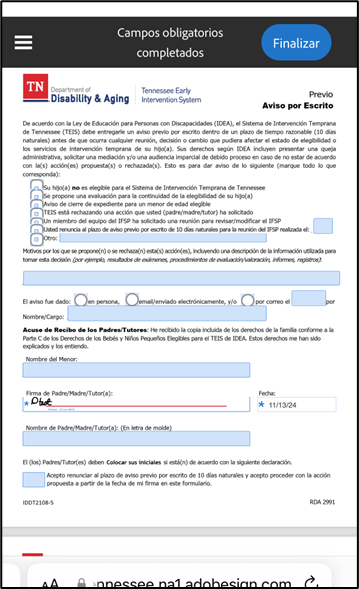 Campos obligatorios
completados
Finalizar
TN
Department of
Disability & Aging
Tennessee Early
Intervention System
Previo
Aviso por Escrito
De acuerdo con la Ley de Educación para Personas con Discapacidades (IDEA), el Sistema de Intervención Temprana
de Tennessee (TEIS) debe entregarle un aviso previo por escrito dentro de un plazo de tiempo razonable (10 días
naturales) antes de que ocurra cualquier reunión, decisión o cambio que pudiera afectar el estado de elegibilidad o
los servicios de intervención temprana de su hijo(a). Sus derechos según IDEA incluyen presentar una queja
administrativa, solicitar una mediación y/o una audiencia imparcial de debido proceso en caso de no estar de acuerdo
con la(s) acción(es) propuesta(s) o rechazada(s). Esto es para dar aviso de lo siguiente (marque todo lo que
corresponda):
Su hijo(a) no es elegible para el Sistema de Intervención Temprana de Tennessee
Se propone una evaluación para la continuidad de la elegibilidad de su hijo(a)
Aviso de cierre de expediente para un menor de edad elegible
TEIS está rechazando una acción que usted (padre/madre/tutor) ha solicitado
Un miembro del equipo del IFSP ha solicitado una reunión para revisar/modificar el IFSP
Usted renuncia al plazo de aviso previo por escrito de 10 días naturales para la reunión del IFSP realizada el:
Otro:
Motivos por los que se propone(n) o se rechaza(n) esta(s) acción(es), incluyendo una descripción de la información utilizada para
tomar esta decisión (por ejemplo, resultados de exámenes, procedimientos de evaluación/valoración, informes, registros):
El aviso fue dado: en persona, email/enviado electrónicamente, y/o por correo el por
Nombre/Cargo:
Acuse de Recibo de los Padres/Tutores: He recibido la copia incluida de los derechos de la familia conforme a la
Parte C de los Derechos de los Bebés y Niños Pequeños Elegibles para el TEIS de IDEA. Estos derechos me han sido
explicados y los entiendo.
Nombre del Menor:
Firma de Padre/Madre/Tutor(a): Fecha:
* * 11/13/24
Nombre de Padre/Madre/Tutor(a): (En letra de molde)
El (los) Padres/Tutor(es) deben Colocar sus iniciales si está(n) de acuerdo con la siguiente declaración.
Acepto renunciar al plazo de aviso previo por escrito de 10 días naturales y acepto proceder con la acción
propuesta a partir de la fecha de mi firma en este formulario.
IDDT2108-5 RDA 2991
AA nnessee.na1.adobesign.com